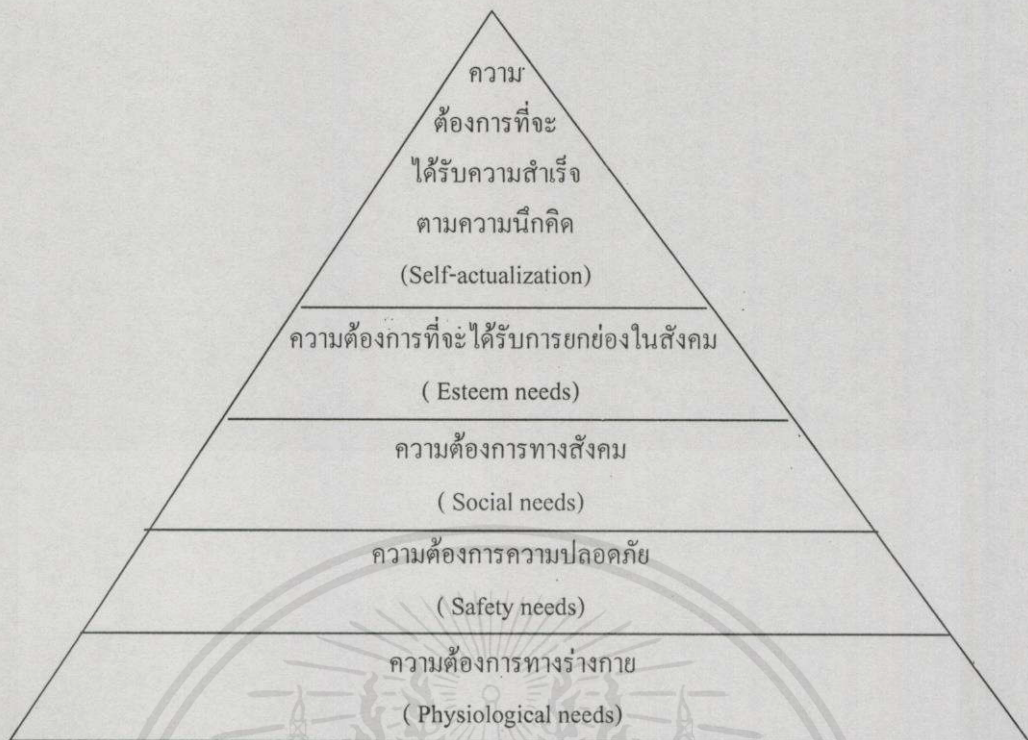 ความ
ต้องการที่จะ
ได้รับความสำเร็จ
ตามความนึกคิด
(Self-actualization)
ความต้องการที่จะได้รับการยกย่องในสังคม
( Esteem needs)
ความต้องการทางสังคม
( Social needs)
ความต้องการความปลอดภัย
( Safety needs)
ความต้องการทางร่างกาย
( Physiological needs)